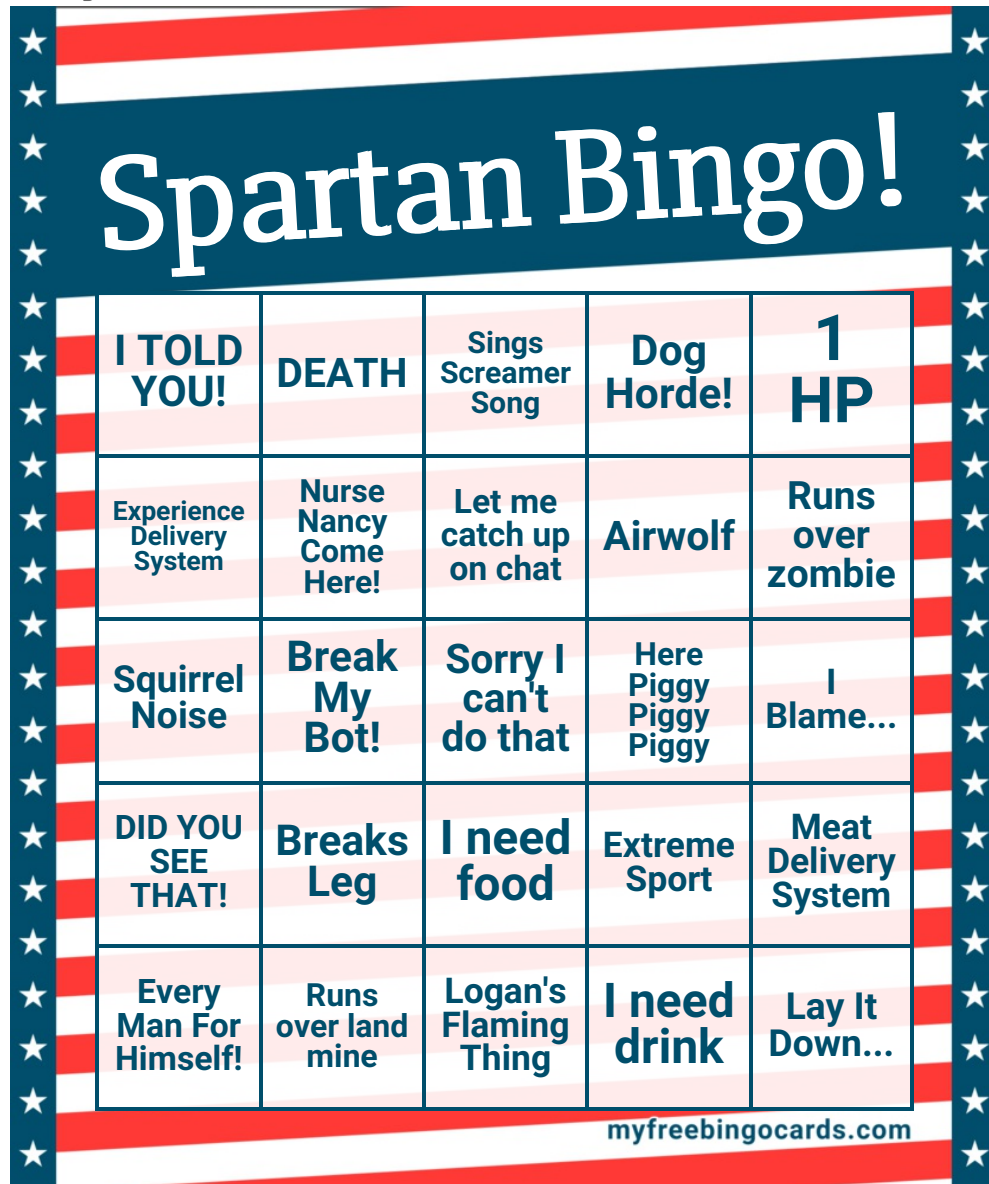 Spartan Bingo!
I TOLD
YOU!
DEATH
Sings
Screamer
Song
Dog
Horde!
1
HP
Experience
Delivery
System
Nurse
Nancy
Come
Here!
Let me
catch up
on chat
Airwolf
Runs
over
zombie
Squirrel
Noise
Break
My
Bot!
Sorry I
can't
do that
Here
Piggy
Piggy
Piggy
I
Blame...
DID YOU
SEE
THAT!
Breaks
Leg
I need
food
Extreme
Sport
Meat
Delivery
System
Every
Man For
Himself!
Runs
over land
mine
Logan's
Flaming
Thing
I need
drink
Lay It
Down...
myfreebingocards.com